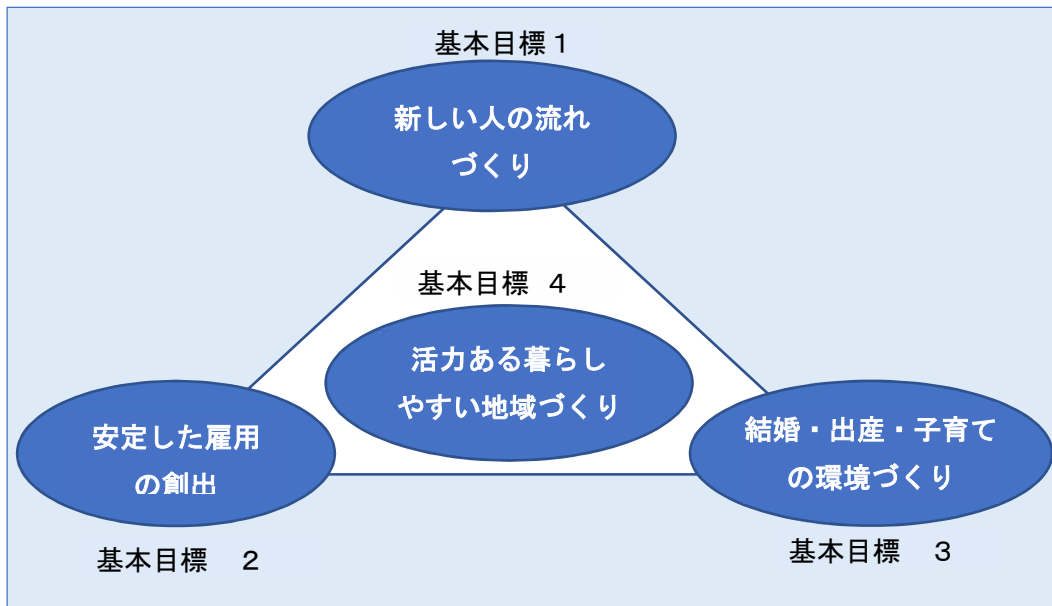 基本目標1
新しい人の流れ
づくり
基本目標 4
活力ある暮らし
やすい地域づくり
安定した雇用
の創出
基本目標 2
結婚・出産・子育て
の環境づくり
基本目標 3